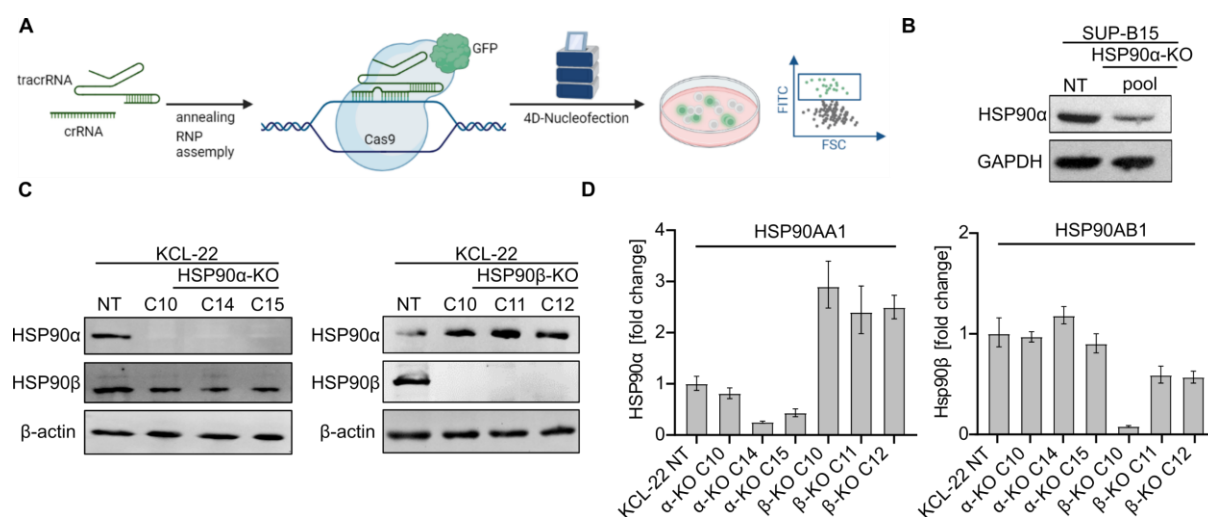 A
tracrRNA
crRNA
annealing
RNP
assemply
GFP
Cas9
4D-Nucleofection
FITC
FSC
B
SUP-B15
HSP90α-KO
NT pool
HSP90α
GAPDH
C
KCL-22
HSP90α-KO
NT C10 C14 C15
HSP90α
HSP90β
β-actin
KCL-22
HSP90β-KO
NT C10 C11 C12
HSP90α
HSP90β
β-actin
D
HSP90AA1
HSP90α [fold change]
4
3
2
1
0
KCL-22 NT
α-KO C10
α-KO C14
α-KO C15
β-KO C10
β-KO C11
β-KO C12
HSP90AB1
Hsp90β [fold change]
2
1
0
KCL-22 NT
α-KO C10
α-KO C14
α-KO C15
β-KO C10
β-KO C11
β-KO C12